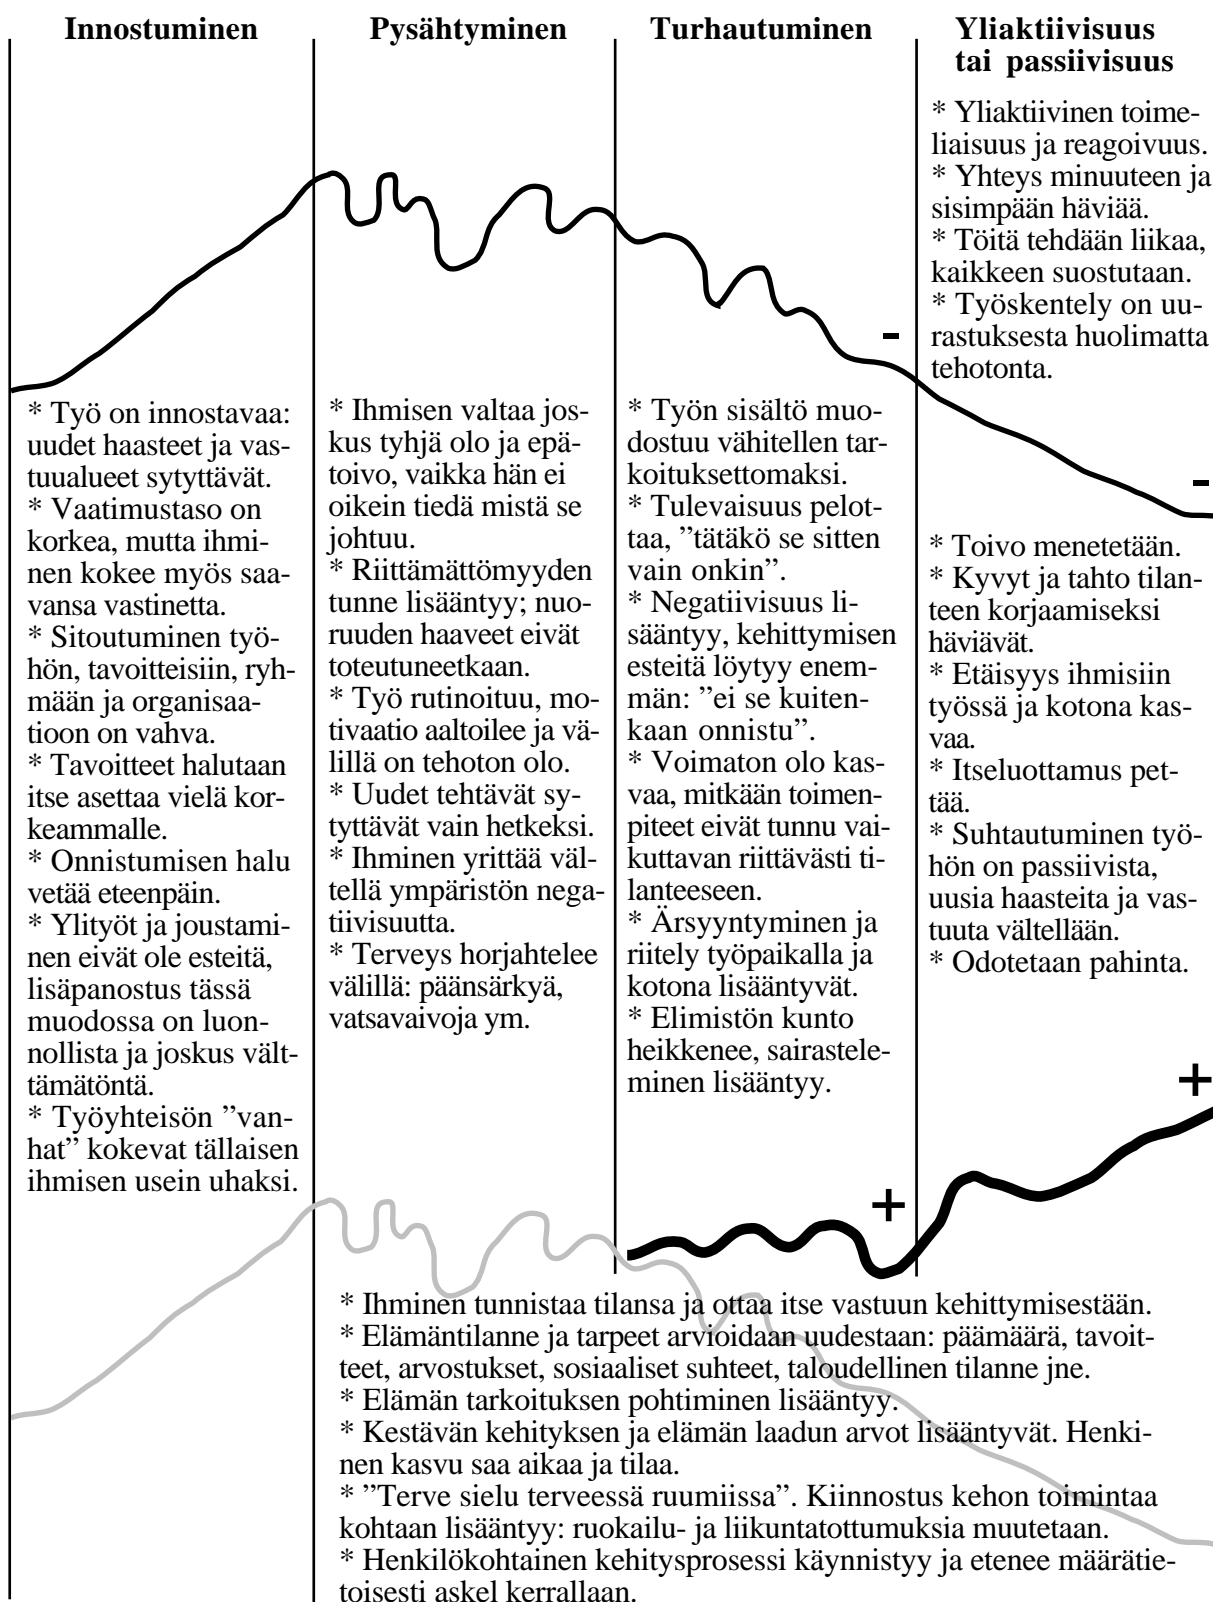 Innostuminen
Pysähtyminen
Turhautuminen
Yliaktiivisuus
tai passiivisuus
* Työ on innostavaa:
uudet haasteet ja vas-
tuualueet sytyttävät.
* Vaatimustaso on
korkea, mutta ihmi-
nen kokee myös saa-
vansa vastinetta.
* Sitoutuminen työ-
hön, tavoitteisiin, ryh-
mään ja organisaa-
tioon on vahva.
* Tavoitteet halutaan
itse asettaa vielä kor-
keammalle.
* Onnistumisen halu
vetää eteenpäin.
* Ylityöt ja joustami-
nen eivät ole esteitä,
lisäpanostus tässä
muodossa on luon-
nollista ja joskus vält-
tämätöntä.
* Työyhteisön ”van-
hat” kokevat tällaisen
ihmisen usein uhaksi.
* Ihmisen valtaa jos-
kus tyhjä olo ja epä-
toivo, vaikka hän ei
oikein tiedä mistä se
johtuu.
* Riittämättömyyden
tunne lisääntyy; nuo-
ruuden haaveet eivät
toteutuneetkaan.
* Työ rutinoituu, mo-
tivaatio aaltoilee ja vä-
lillä on tehoton olo.
* Uudet tehtävät sy-
tyttävät vain hetkeksi.
* Ihminen yrittää väl-
tellä ympäristön nega-
tiivisuutta.
* Terveys horjahtelee
välillä: päänsärkyä,
vatsavaivoja ym.
-
* Työn sisältö muo-
dostuu vähitellen tar-
koituksettomaksi.
* Tulevaisuus pelot-
taa, ”tätäkö se sitten
vain onkin”.
* Negatiivisuus li-
sääntyy, kehittymisen
esteitä löytyy enem-
män: ”ei se kuiten-
kaan onnistu”.
* Voimaton olo kas-
vaa, mitkään toimen-
piteet eivät tunnu vai-
kuttavan riittävästi ti-
lanteeseen.
* Ärsyyntyminen ja
riitely työpaikalla ja
kotona lisääntyvät.
* Elimistön kunto
heikkenee, sairastele-
minen lisääntyy.
+
* Yliaktiivinen toime-
liaisuus ja reagoivuus.
* Yhteys minuuteen ja
sisimpään häviää.
* Töitä tehdään liikaa,
kaikkeen suostutaan.
* Työskentely on uu-
rastuksesta huolimatta
tehotonta.
-
* Toivo menetetään.
* Kyvyt ja tahto tilan-
teen korjaamiseksi
häviävät.
* Etäisyys ihmisiin
työssä ja kotona kas-
vaa.
* Itseluottamus pet-
tää.
* Suhtautuminen työ-
hön on passiivista,
uusia haasteita ja vas-
tuuta vältellään.
* Odotetaan pahinta.
+
* Ihminen tunnistaa tilansa ja ottaa itse vastuun kehittymisestään.
* Elämäntilanne ja tarpeet arvioidaan uudestaan: päämäärä, tavoit-
teet, arvostukset, sosiaaliset suhteet, taloudellinen tilanne jne.
* Elämän tarkoituksen pohtiminen lisääntyy.
* Kestävän kehityksen ja elämän laadun arvot lisääntyvät. Henki-
nen kasvu saa aikaa ja tilaa.
* ”Terve sielu terveessä ruumiissa”. Kiinnostus kehon toimintaa
kohtaan lisääntyy: ruokailu- ja liikuntatottumuksia muutetaan.
* Henkilökohtainen kehitysprosessi käynnistyy ja etenee määrätie-
toisesti askel kerrallaan.